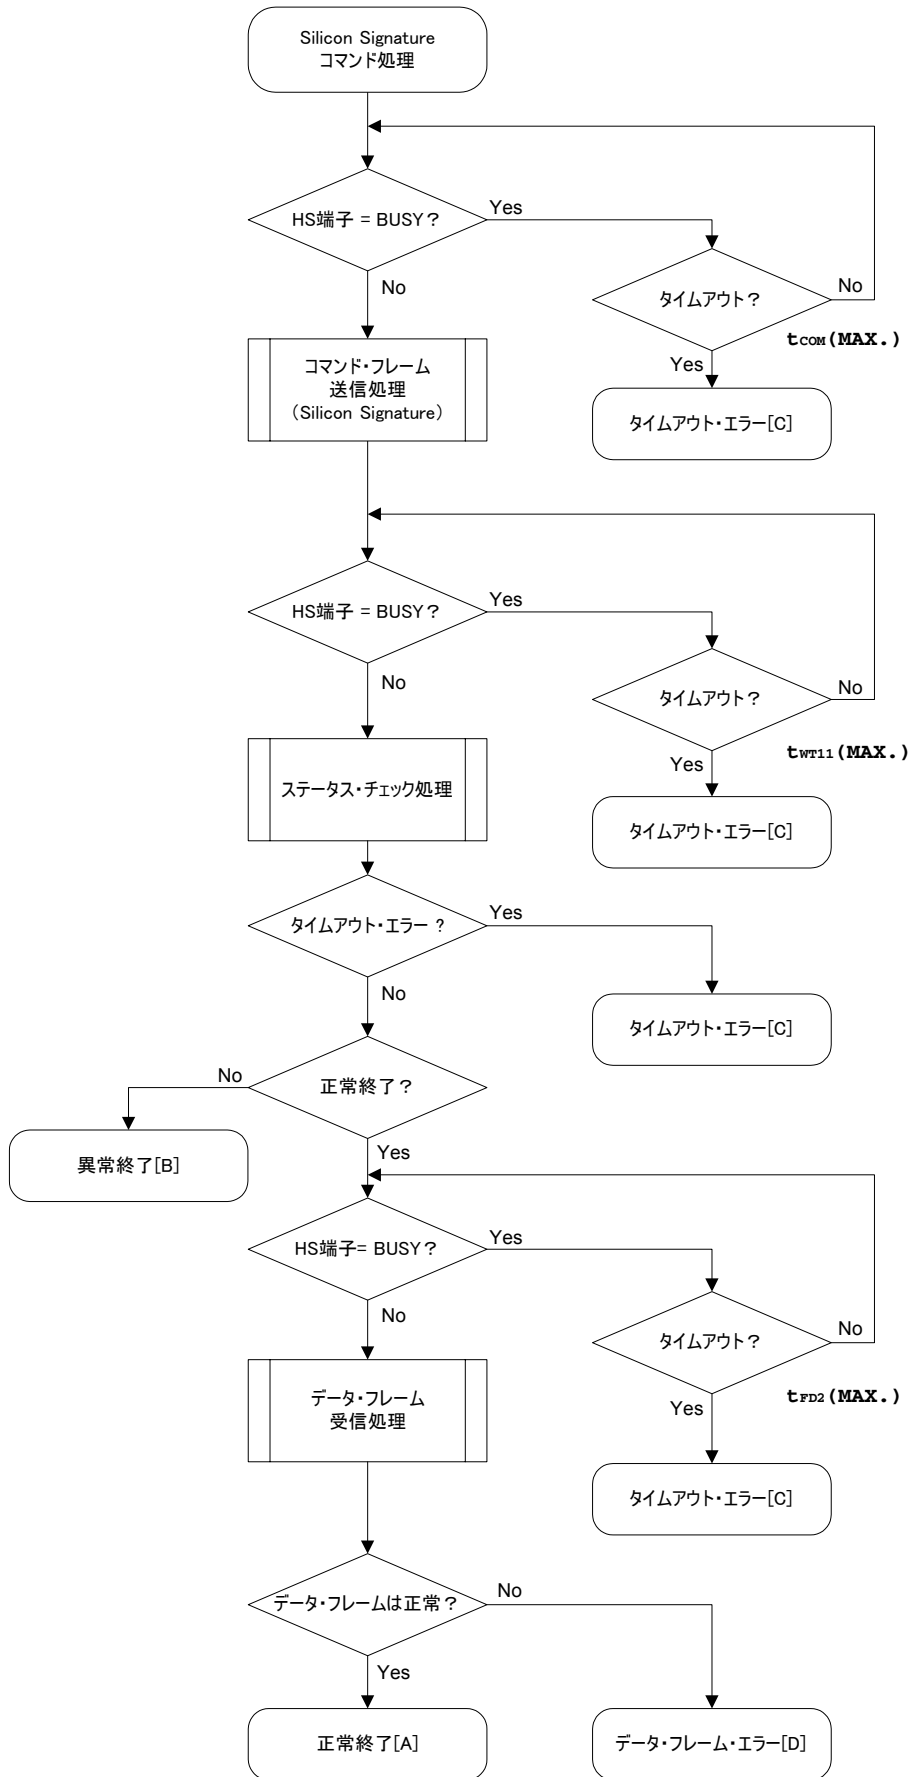 Silicon Signature
コマンド処理
HS端子 = BUSY?
Yes
No
タイムアウト?
No
tCOM(MAX.)
Yes
コマンド・フレーム
送信処理
(Silicon Signature)
タイムアウト・エラー[C]
HS端子 = BUSY?
Yes
No
タイムアウト?
No
tWT11(MAX.)
Yes
ステータス・チェック処理
タイムアウト・エラー[C]
タイムアウト・エラー ?
Yes
No
タイムアウト・エラー[C]
正常終了?
No
Yes
異常終了[B]
HS端子= BUSY?
Yes
No
タイムアウト?
No
tFD2(MAX.)
Yes
データ・フレーム
受信処理
タイムアウト・エラー[C]
データ・フレームは正常?
No
Yes
正常終了[A]
データ・フレーム・エラー[D]